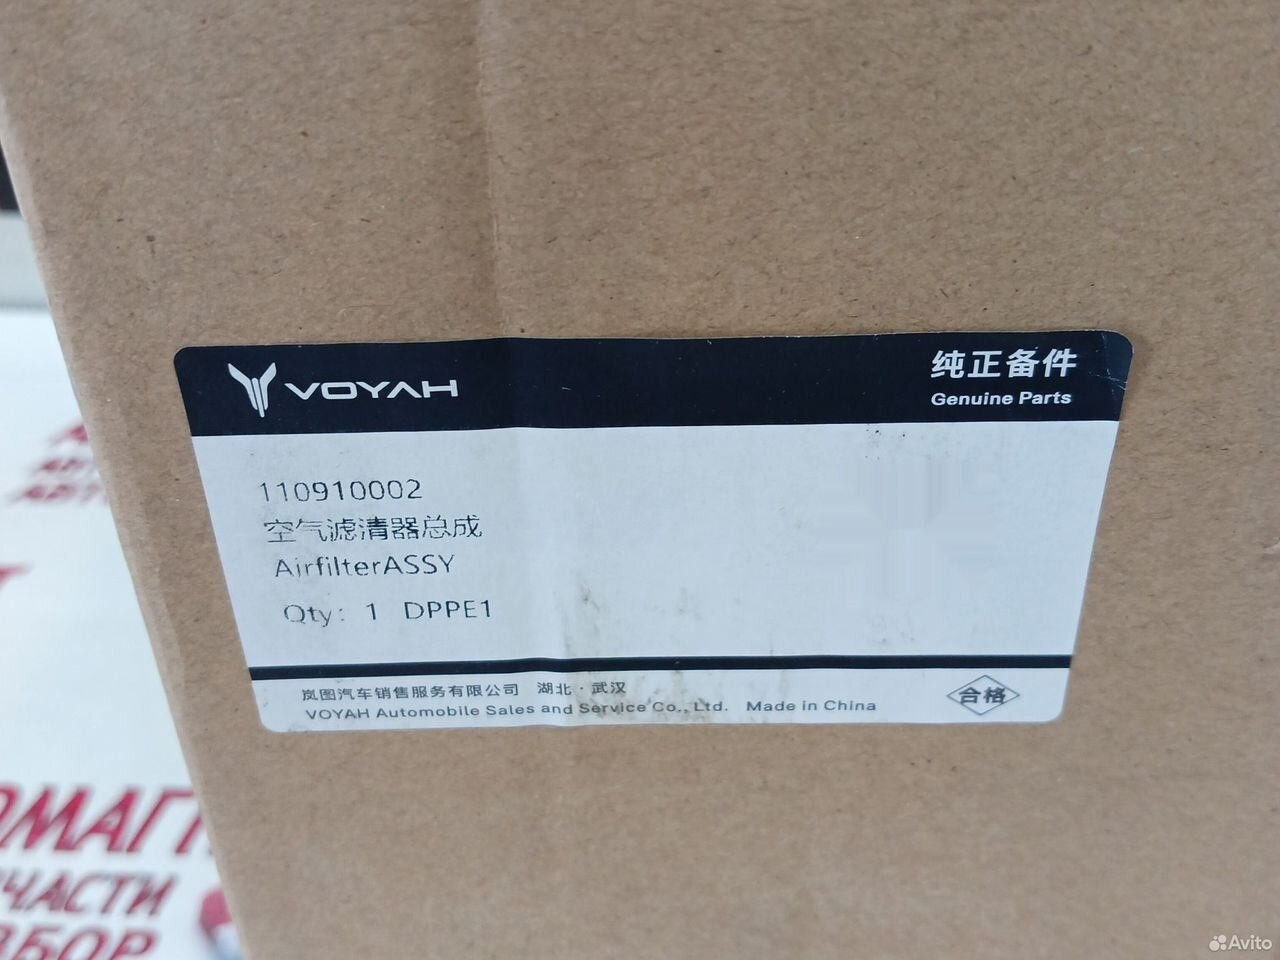 VOYAH
纯正备件
Genuine Parts
110910002
空气滤清器总成
AirfilterASSY
Qty: 1 DPPE1
岚图汽车销售服务有限公司 湖北·武汉
VOYAH Automobile Sales and Service Co., Ltd. Made in China
合格
ЧАСТИ
Avito